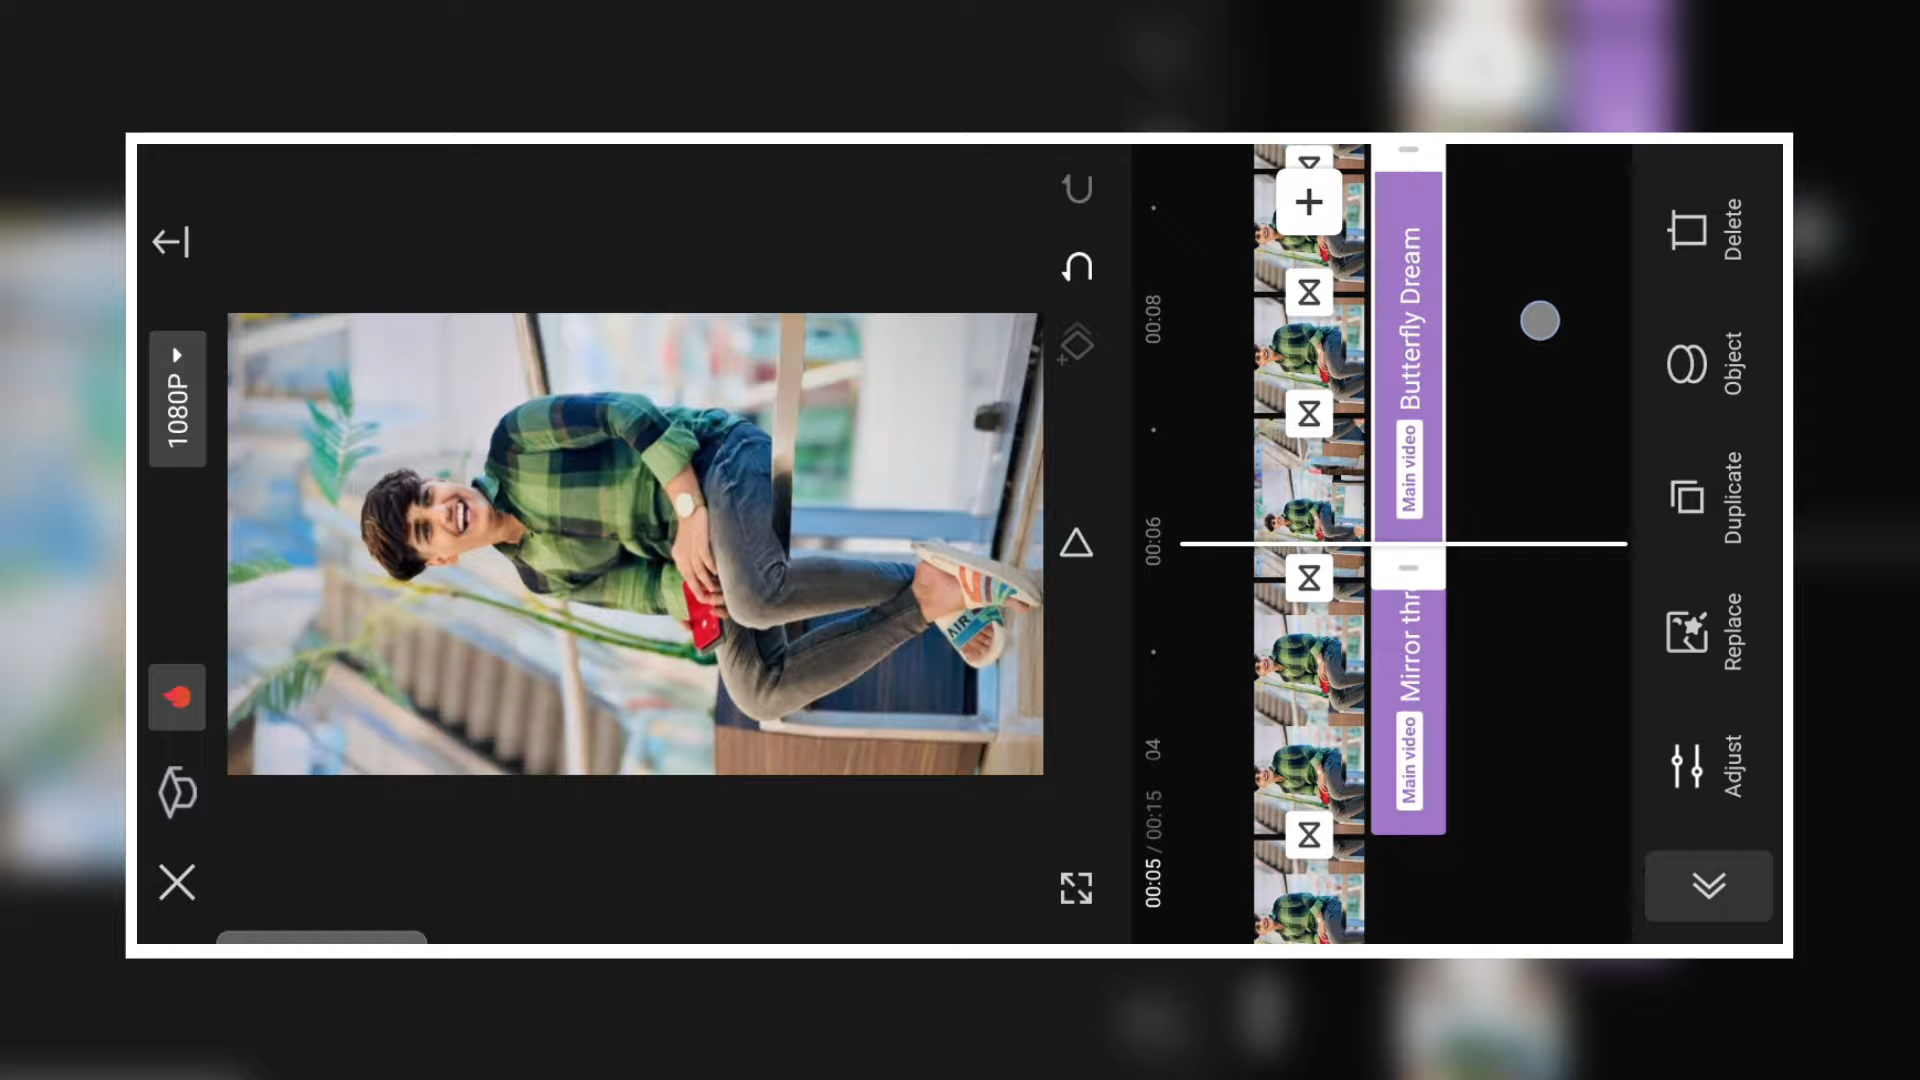 1080P
00:05 / 00:15
04
00:06
00:08
Main video Mirror thr
Main video Butterfly Dream
Adjust
Replace
Duplicate
Object
Delete
AIR